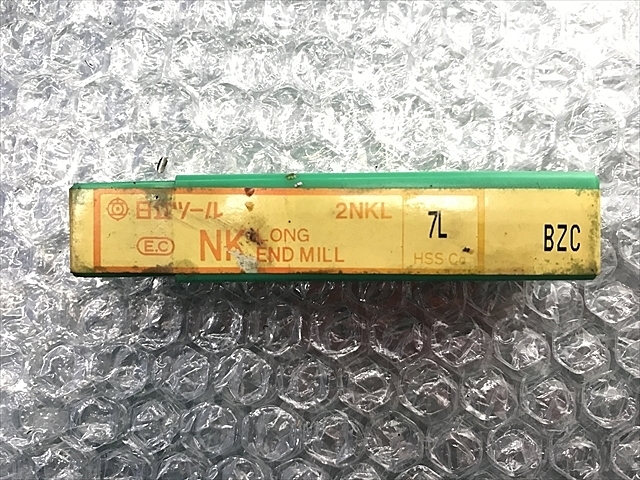 日立ツール 2NKL 7L
E.C NK LONG END MILL HSS Co BZC